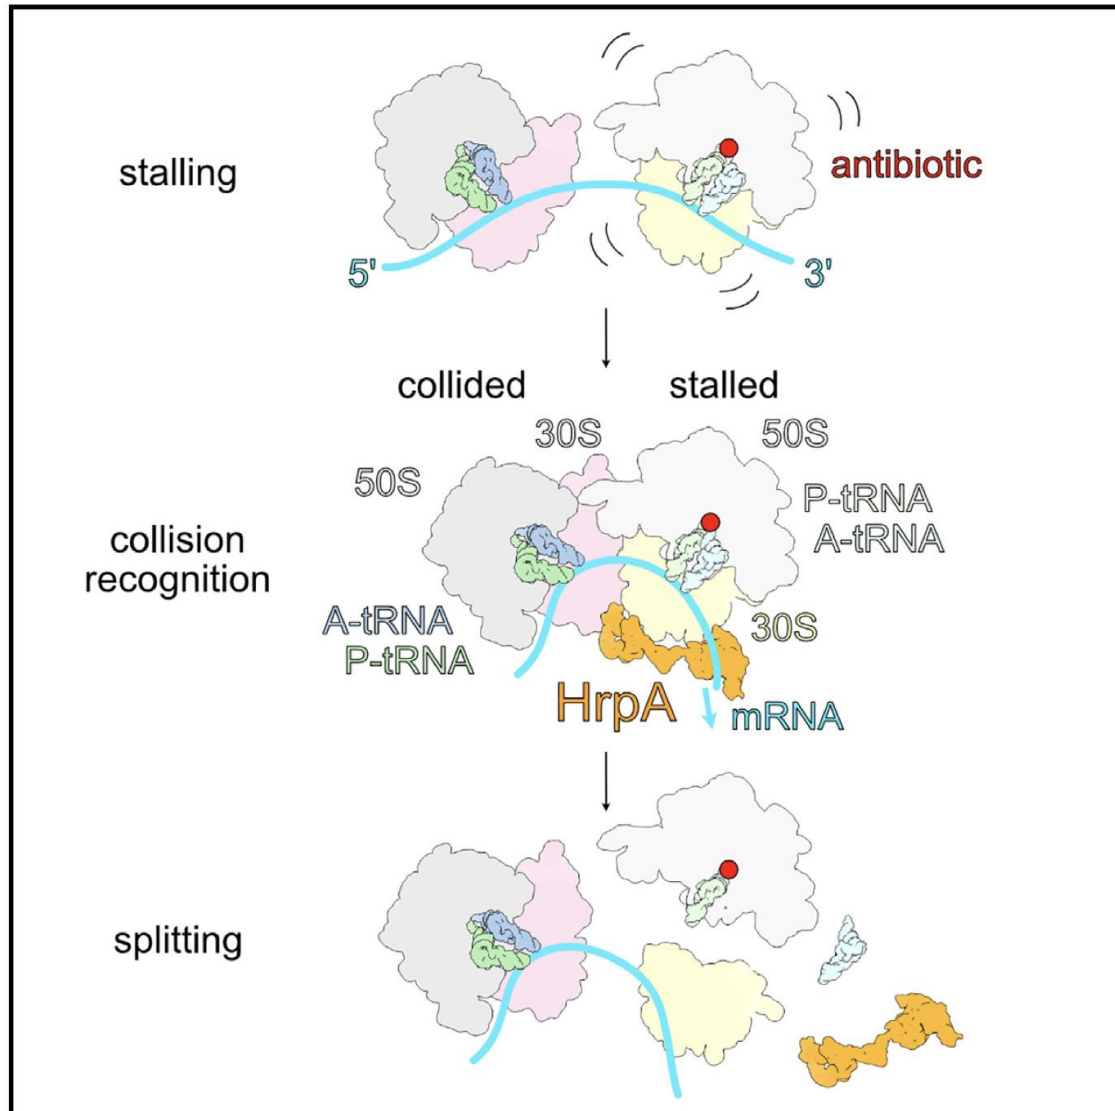 stalling
antibiotic
5'
3'
collided
stalled
30S
50S
50S
P-tRNA
A-tRNA
collision
recognition
A-tRNA
P-tRNA
30S
HrpA
mRNA
splitting